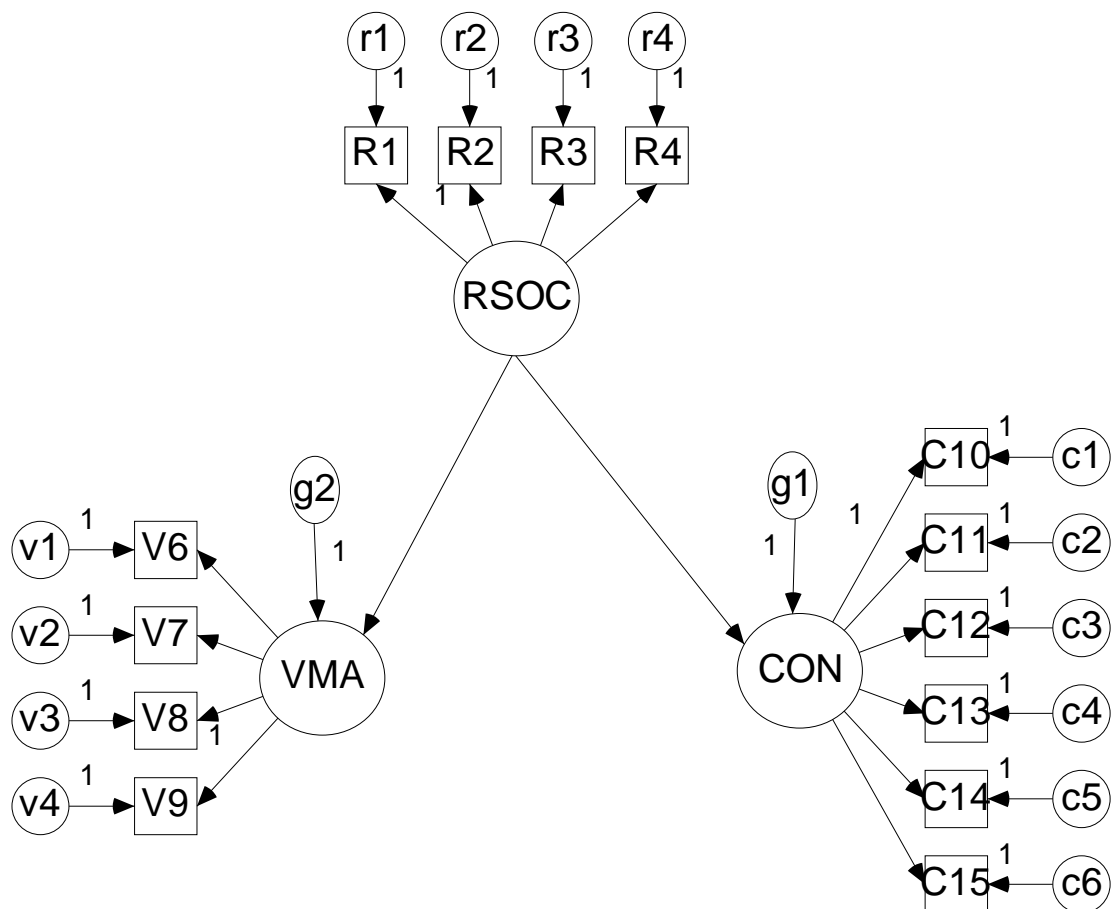 r1 r2 r3 r4
1 1 1 1
R1 R2 R3 R4
1
RSOC
1
C10 c1
g2 g1
1
1 1 1
V6 1 C11 c2
v1
1
1
V7 C12 c3
v2
VMA CON
1 1
V8 C13 c4
v3 1
1 1
V9 C14 c5
v4
1
C15 c6